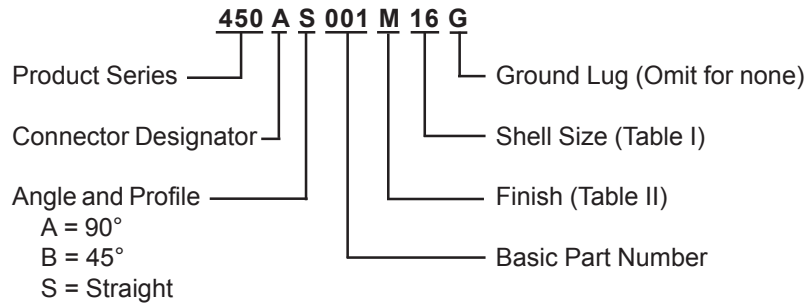 450 A S 001 M 16 G
Product Series
Connector Designator
Angle and Profile
A = 90°
B = 45°
S = Straight
Ground Lug (Omit for none)
Shell Size (Table I)
Finish (Table II)
Basic Part Number